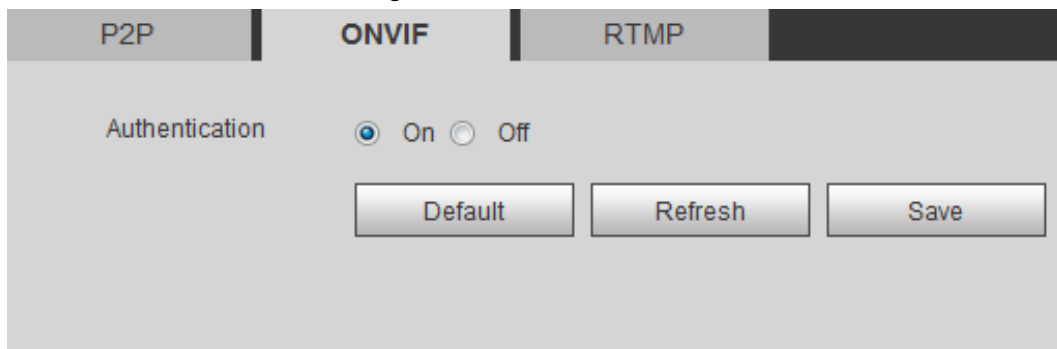 P2P ONVIF RTMP
Authentication On Off
Default Refresh Save